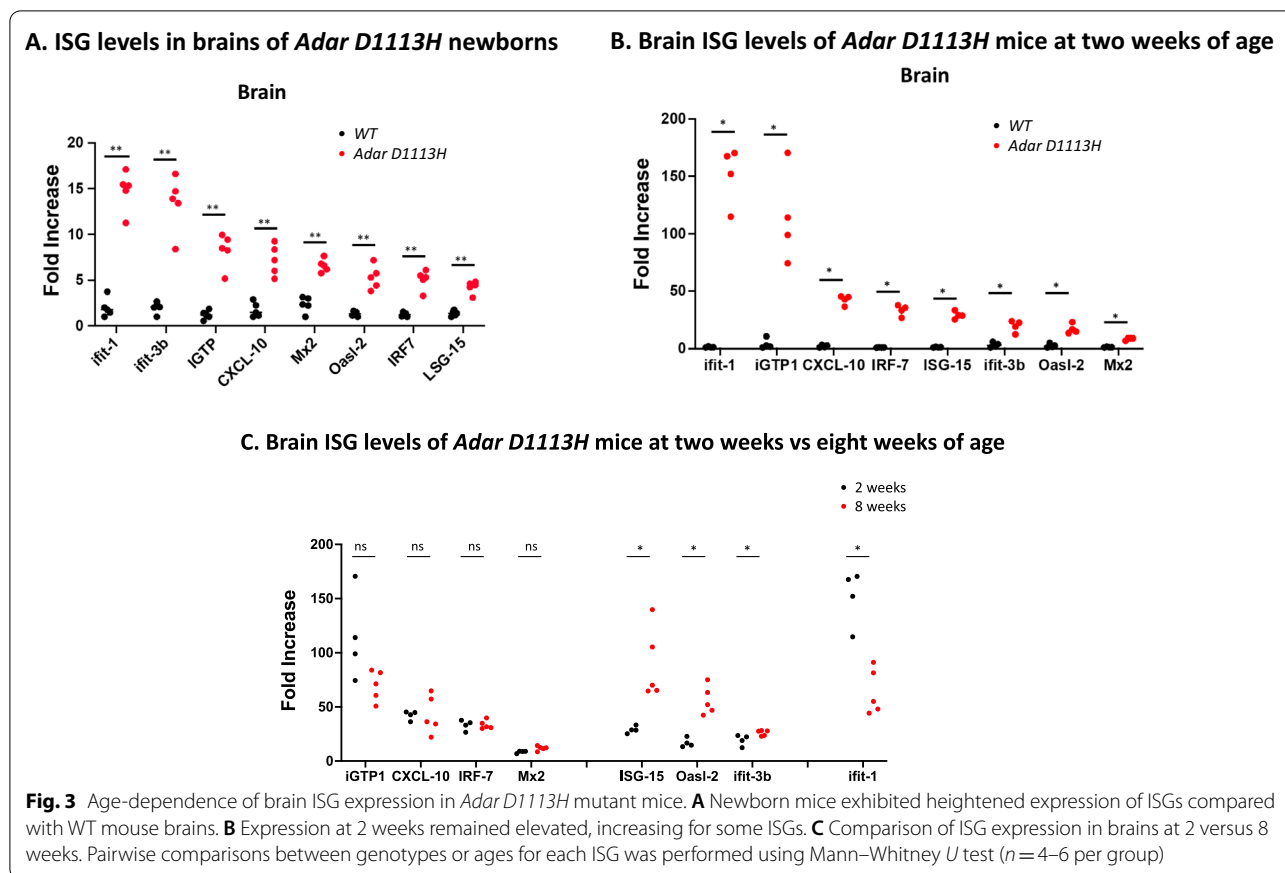 A. ISG levels in brains of Adar D1113H newborns
Brain
WT
Adar D1113H
Fold Increase
20
15
10
5
0
** ** ** ** ** ** ** **
ifit-1 ifit-3b IGTP CXCL-10 Mx2 Oasl-2 IRF7 LSG-15
B. Brain ISG levels of Adar D1113H mice at two weeks of age
Brain
WT
Adar D1113H
Fold Increase
200
150
100
50
0
* * * * * * * *
ifit-1 iGTP1 CXCL-10 IRF-7 ISG-15 ifit-3b Oasl-2 Mx2
C. Brain ISG levels of Adar D1113H mice at two weeks vs eight weeks of age
2 weeks
8 weeks
Fold Increase
200
150
100
50
0
ns ns ns ns * * * *
iGTP1 CXCL-10 IRF-7 Mx2 ISG-15 Oasl-2 ifit-3b ifit-1
Fig. 3 Age-dependence of brain ISG expression in Adar D1113H mutant mice. A Newborn mice exhibited heightened expression of ISGs compared
with WT mouse brains. B Expression at 2 weeks remained elevated, increasing for some ISGs. C Comparison of ISG expression in brains at 2 versus 8
weeks. Pairwise comparisons between genotypes or ages for each ISG was performed using Mann–Whitney U test (n = 4–6 per group)